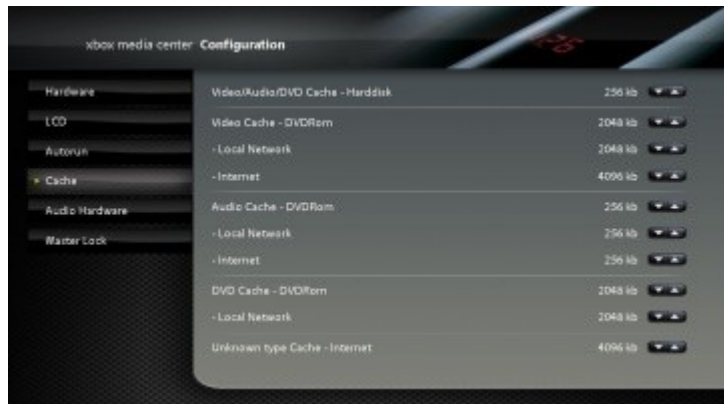 xbox media center Configuration
Hardware
LCD
Autorun
Cache
Audio Hardware
Master Lock
Video/Audio/DVD Cache - Harddisk 256 kb
Video Cache - DVDRom 2048 kb
- Local Network 2048 kb
- Internet 4096 kb
Audio Cache - DVDRom 256 kb
- Local Network 256 kb
- Internet 256 kb
DVD Cache - DVDRom 2048 kb
- Local Network 2048 kb
Unknown type Cache - Internet 4096 kb